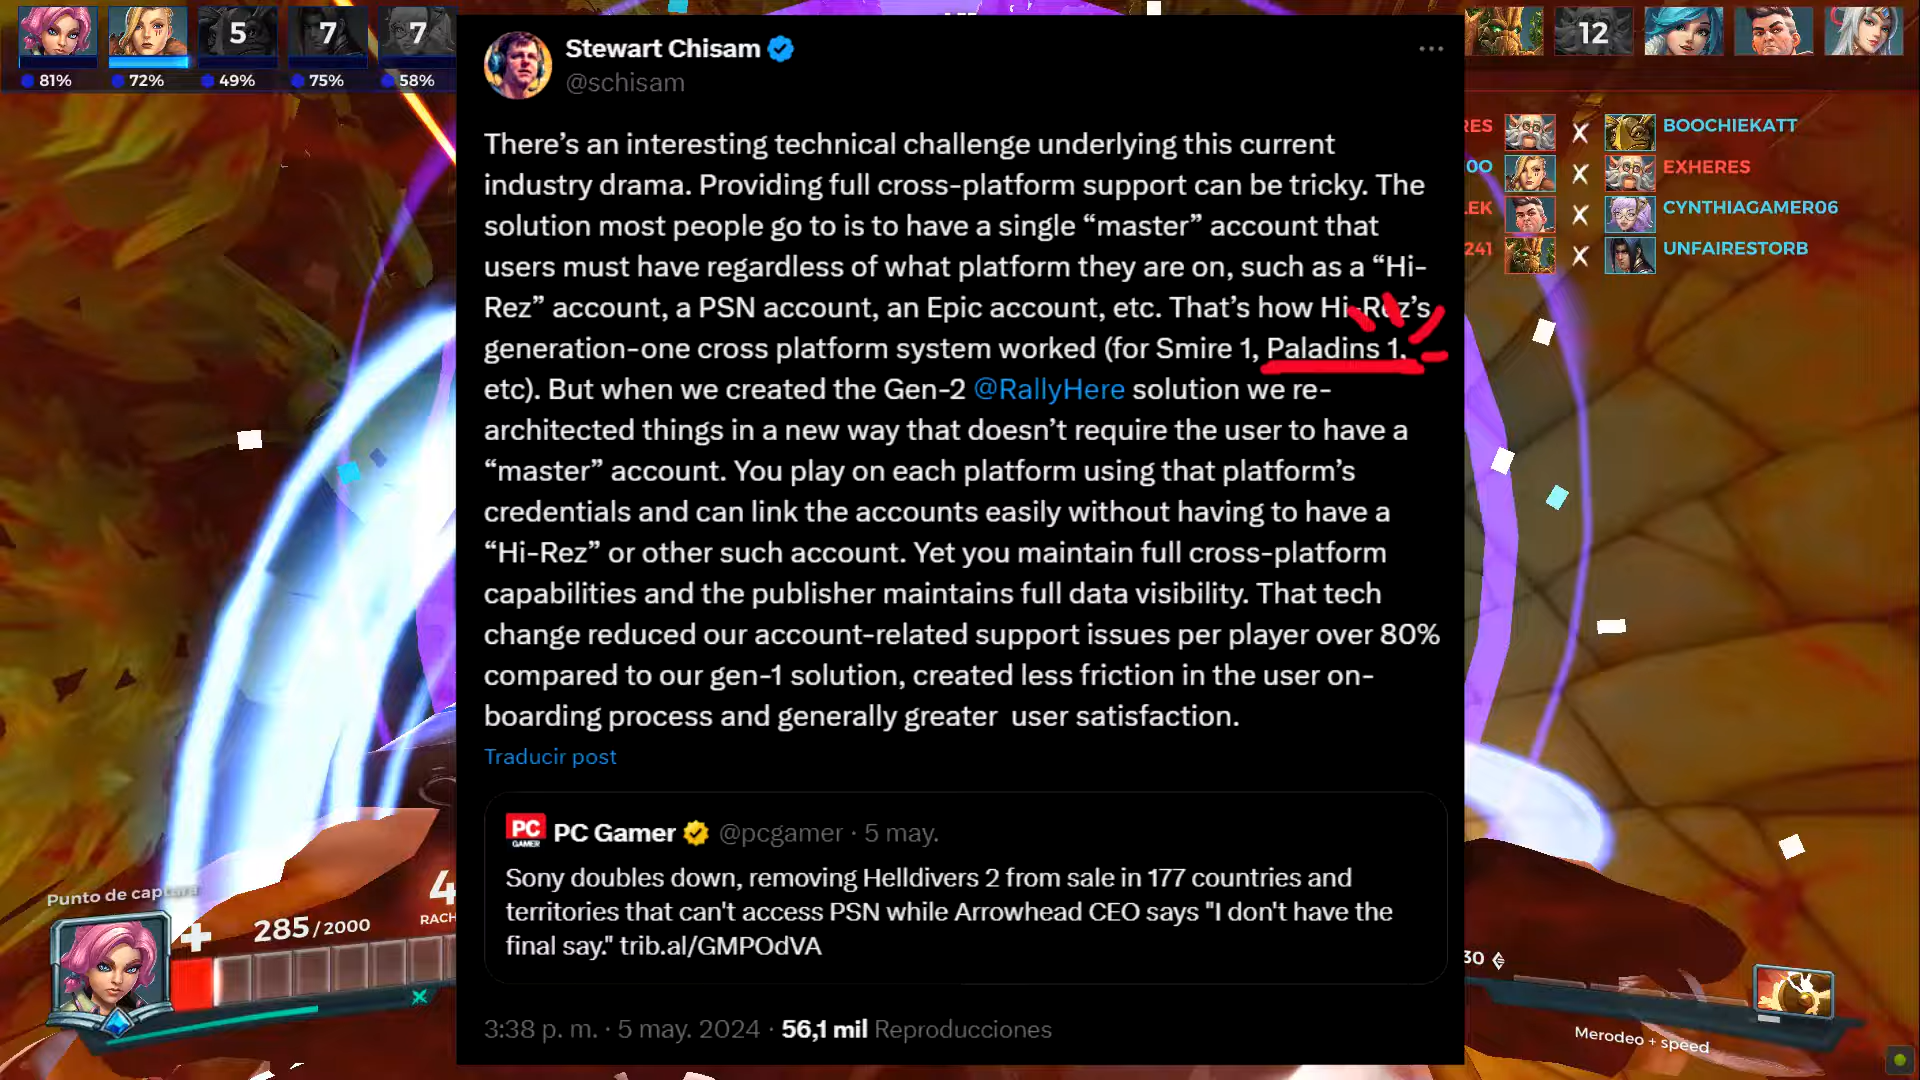 5
7
7
12
81%
72%
49%
75%
58%
Stewart Chisam
@schisam
There’s an interesting technical challenge underlying this current
industry drama. Providing full cross-platform support can be tricky. The
solution most people go to is to have a single “master” account that
users must have regardless of what platform they are on, such as a “Hi-
Rez” account, a PSN account, an Epic account, etc. That’s how Hi-Rez’s
generation-one cross platform system worked (for Smire 1, Paladins 1,
etc). But when we created the Gen-2 @RallyHere solution we re-
architected things in a new way that doesn’t require the user to have a
“master” account. You play on each platform using that platform’s
credentials and can link the accounts easily without having to have a
“Hi-Rez” or other such account. Yet you maintain full cross-platform
capabilities and the publisher maintains full data visibility. That tech
change reduced our account-related support issues per player over 80%
compared to our gen-1 solution, created less friction in the user on-
boarding process and generally greater  user satisfaction.
Traducir post
PC GAMER
PC Gamer @pcgamer · 5 may.
Sony doubles down, removing Helldivers 2 from sale in 177 countries and
territories that can't access PSN while Arrowhead CEO says "I don't have the
final say." trib.al/GMPOdVA
3:38 p. m. · 5 may. 2024 · 56,1 mil Reproducciones
RES X BOOCHIEKATT
00 X EXHERES
LEK X CYNTHIAGAMER06
241 X UNFAIRESTORB
Punto de captura
285/2000
4
RACH
30
Merodeo + speed